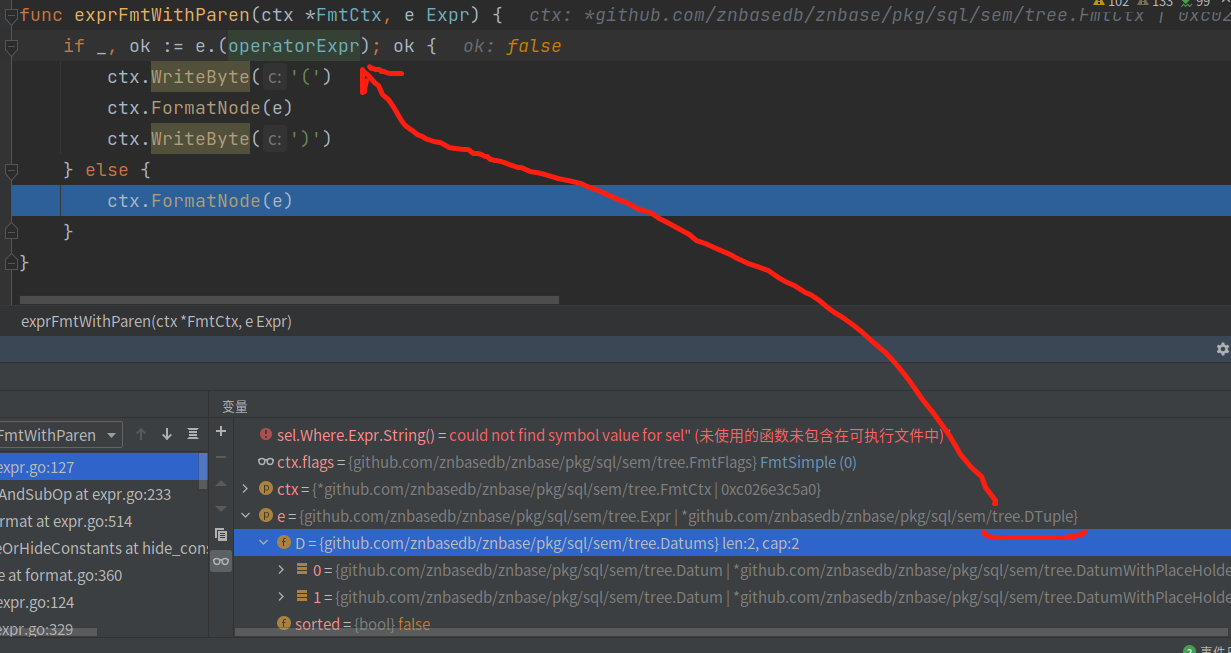 func exprFmtWithParen(ctx *FmtCtx, e Expr) {   ctx: *github.com/znbasedb/znbase/pkg/sql/sem/tree.FmtCtx | 0xc02
102 133 99
if _, ok := e.(operatorExpr); ok {   ok: false
ctx.WriteByte( c: '(')
ctx.FormatNode(e)
ctx.WriteByte( c: ')')
} else {
ctx.FormatNode(e)
}
}
exprFmtWithParen(ctx *FmtCtx, e Expr)
变量
FmtWithParen
sel.Where.Expr.String() = could not find symbol value for sel" (未使用的函数未包含在可执行文件中)
expr.go:127
ctx.flags = {github.com/znbasedb/znbase/pkg/sql/sem/tree.FmtFlags} FmtSimple (0)
AndSubOp at expr.go:233
ctx = {*github.com/znbasedb/znbase/pkg/sql/sem/tree.FmtCtx | 0xc026e3c5a0}
rmat at expr.go:514
e = {github.com/znbasedb/znbase/pkg/sql/sem/tree.Expr | *github.com/znbasedb/znbase/pkg/sql/sem/tree.DTuple}
eOrHideConstants at hide_con
D = {github.com/znbasedb/znbase/pkg/sql/sem/tree.Datums} len:2, cap:2
e at format.go:360
0 = {github.com/znbasedb/znbase/pkg/sql/sem/tree.Datum | *github.com/znbasedb/znbase/pkg/sql/sem/tree.DatumWithPlaceHolde
expr.go:124
1 = {github.com/znbasedb/znbase/pkg/sql/sem/tree.Datum | *github.com/znbasedb/znbase/pkg/sql/sem/tree.DatumWithPlaceHolde
expr.go:329
sorted = {bool} false
2 事件